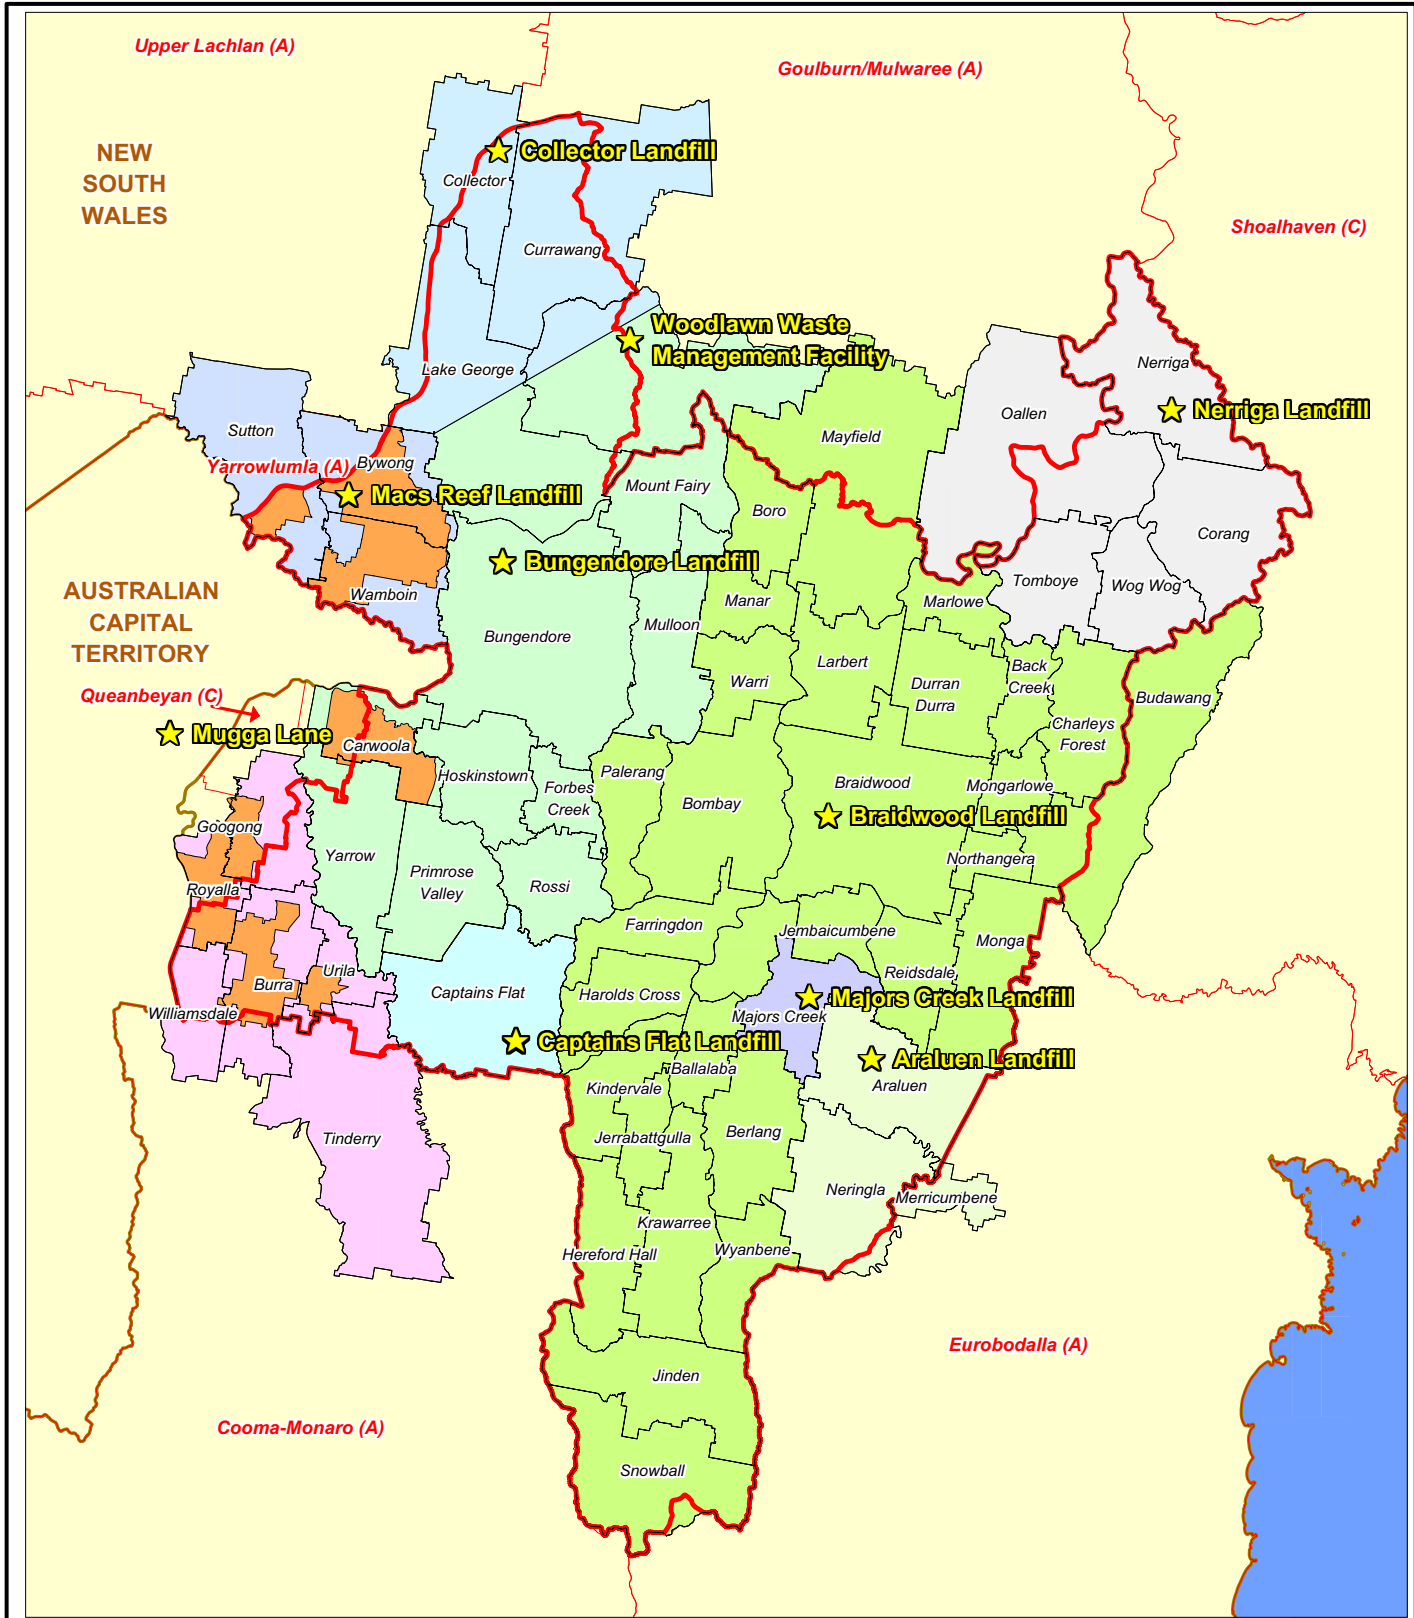 Upper Lachlan (A)
Goulburn/Mulwaree (A)
NEW
SOUTH
WALES
Collector Landfill
Collector
Shoalhaven (C)
Currawang
Woodlawn Waste
Management Facility
Lake George
Nerriga
Oallen
Nerriga Landfill
Sutton
Mayfield
Yarrowlumla (A)
Bywong
Mount Fairy
Macs Reef Landfill
Boro
Corang
Bungendore Landfill
Tomboye
Wog Wog
AUSTRALIAN
CAPITAL
TERRITORY
Wamboin
Manar
Marlowe
Mulloon
Bungendore
Larbert
Back
Creek
Warri
Durran
Durra
Queanbeyan (C)
Budawang
Charleys
Forest
Mugga Lane
Carwoola
Hoskinstown
Palerang
Forbes
Creek
Bombay
Braidwood
Mongarlowe
Braidwood Landfill
Googong
Yarrow
Northangera
Primrose
Valley
Rossi
Royalla
Farringdon
Jembaicumbene
Monga
Urila
Reidsdale
Burra
Captains Flat
Harolds Cross
Majors Creek Landfill
Williamsdale
Majors Creek
Captains Flat Landfill
Araluen Landfill
Ballalaba
Kindervale
Araluen
Tinderry
Jerrabattgulla
Berlang
Neringla
Merricumbene
Krawarree
Hereford Hall
Wyanbene
Eurobodalla (A)
Jinden
Cooma-Monaro (A)
Snowball